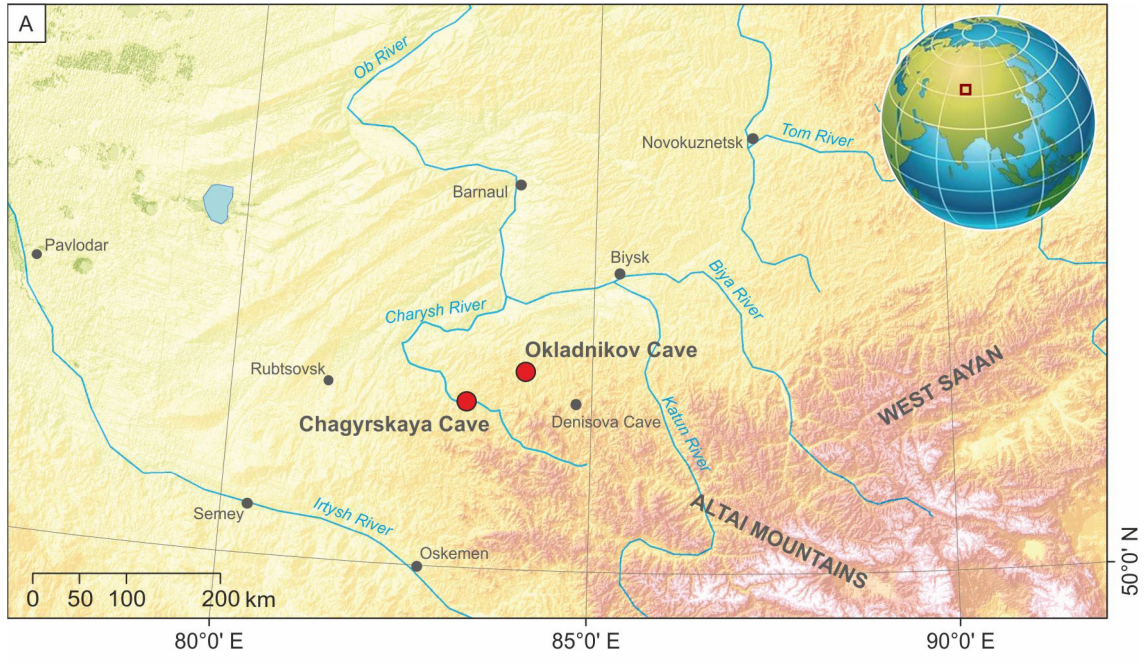 A
Ob River
Novokuznetsk
Tom River
Barnaul
Pavlodar
Biysk
Biya River
Charysh River
Okladnikov Cave
Rubtsovsk
Chagyrskaya Cave
Denisova Cave
Katun River
WEST SAYAN
Semey
Irtysh River
ALTAI MOUNTAINS
Oskemen
50°0' N
0 50 100 200 km
80°0' E 85°0' E 90°0' E